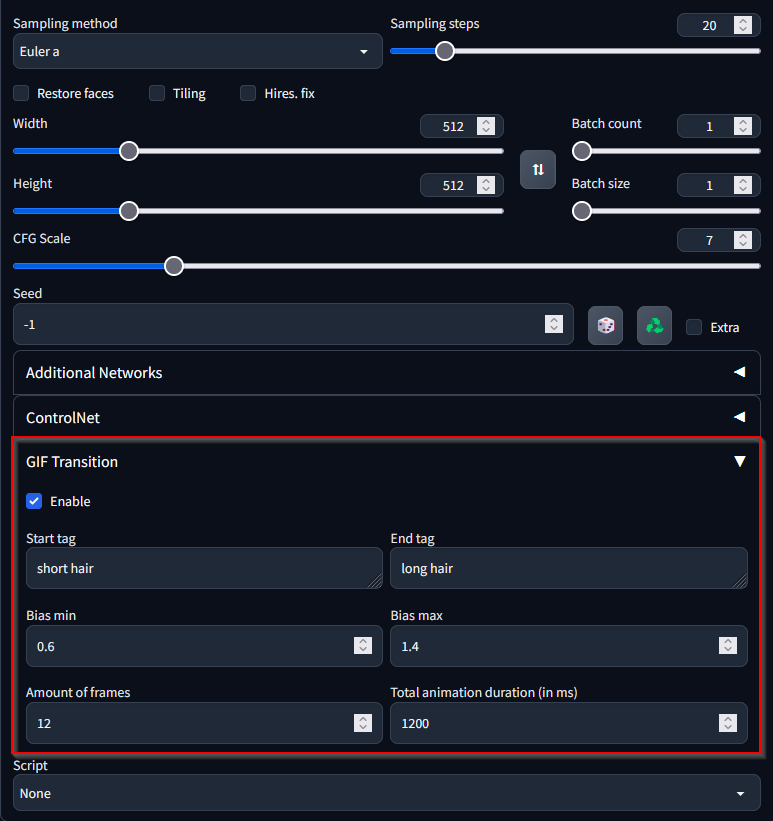 Sampling method
Sampling steps
20
Euler a
Restore faces
Tiling
Hires. fix
Width
512
Batch count
1
Height
512
Batch size
1
CFG Scale
7
Seed
-1
Extra
Additional Networks
ControlNet
GIF Transition
Enable
Start tag
End tag
short hair
long hair
Bias min
Bias max
0.6
1.4
Amount of frames
Total animation duration (in ms)
12
1200
Script
None